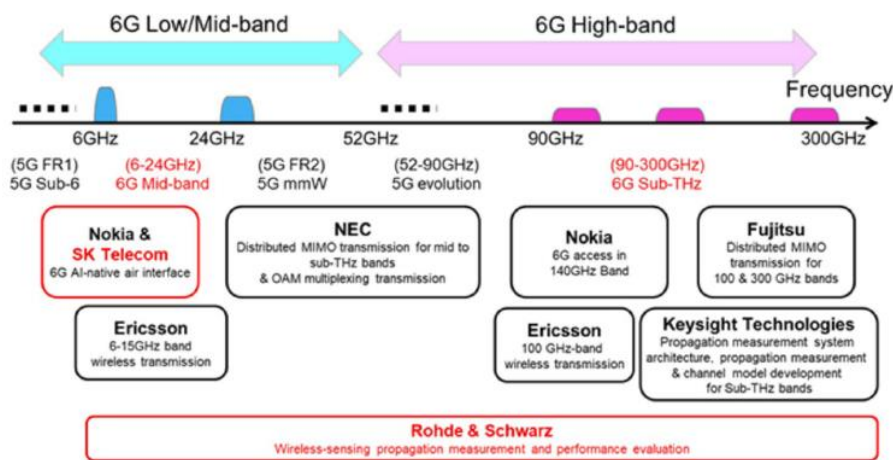 6G Low/Mid-band
6G High-band
Frequency
6GHz
24GHz
52GHz
90GHz
300GHz
(5G FR1)
5G Sub-6
(6-24GHz)
6G Mid-band
(5G FR2)
5G mmW
(52-90GHz)
5G evolution
(90-300GHz)
6G Sub-THz
Nokia &
SK Telecom
6G AI-native air interface
NEC
Distributed MIMO transmission for mid to
sub-THz bands
& OAM multiplexing transmission
Nokia
6G access in
140GHz Band
Fujitsu
Distributed MIMO
transmission for
100 & 300 GHz bands
Ericsson
6-15GHz band
wireless transmission
Ericsson
100 GHz-band
wireless transmission
Keysight Technologies
Propagation measurement system
architecture, propagation measurement
& channel model development
for Sub-THz bands
Rohde & Schwarz
Wireless-sensing propagation measurement and performance evaluation